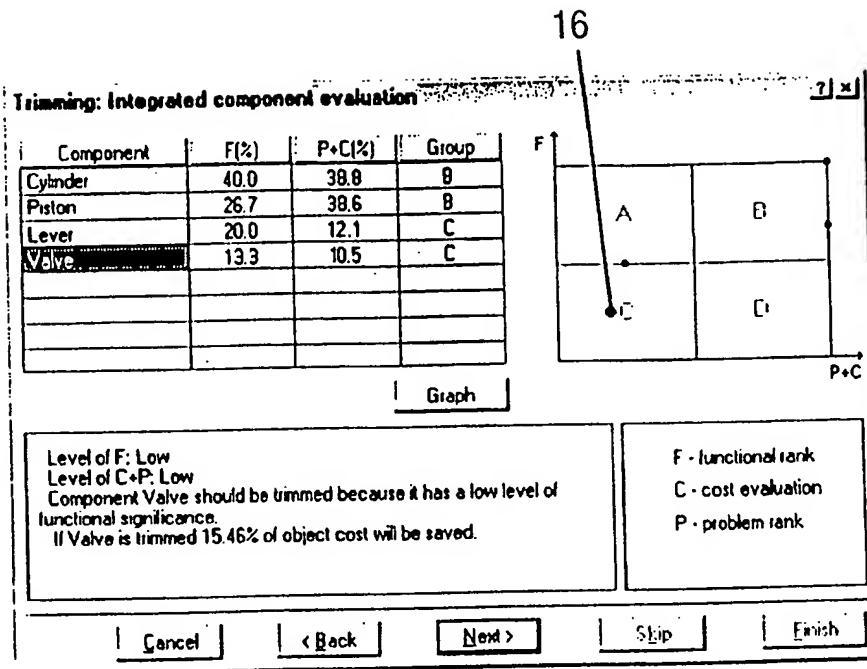 16
Trimming: Integrated component evaluation
Component F(%) P+C(%) Group
Cylinder 40.0 38.8 B
Piston 26.7 38.6 B
Lever 20.0 12.1 C
Valve 13.3 10.5 C
F
A B
C D
P+C
Graph
Level of F: Low
Level of C+P: Low
Component Valve should be trimmed because it has a low level of
functional significance.
If Valve is trimmed 15.46% of object cost will be saved.
F - functional rank
C - cost evaluation
P - problem rank
Cancel < Back Next > Skip Finish